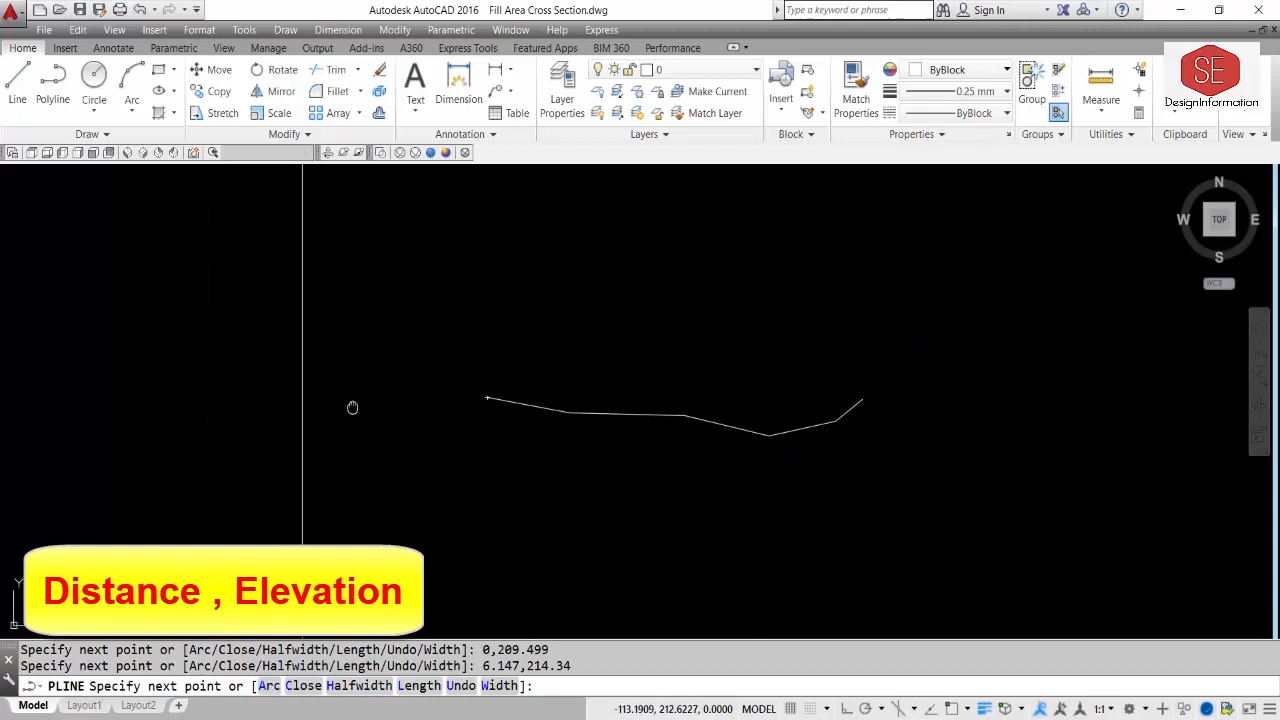 Autodesk AutoCAD 2016 Fill Area Cross Section.dwg
Type a keyword or phrase
Sign In
File Edit View Insert Format Tools Draw Dimension Modify Parametric Window Help Express
Home Insert Annotate Parametric View Manage Output Add-ins A360 Express Tools Featured Apps BIM 360 Performance
Line Polyline Circle Arc
Move Rotate Trim
Copy Mirror Fillet
Stretch Scale Array
Text Dimension Table
Layer Properties
0
Make Current
Match Layer
Insert
Match Properties
ByBlock
0.25 mm
ByBlock
Group
Measure
Draw Modify Annotation Layers Block Properties Groups Utilities Clipboard View
SE
DesignInformation
N
W TOP E
S
WCS
Y
Distance , Elevation
Specify next point or [Arc/Close/Halfwidth/Length/Undo/Width]: 0,209.499
Specify next point or [Arc/Close/Halfwidth/Length/Undo/Width]: 6.147,214.34
PLINE Specify next point or [Arc Close Halfwidth Length Undo Width]:
Model Layout1 Layout2 +
-113.1909, 212.6227, 0.0000 MODEL 1:1